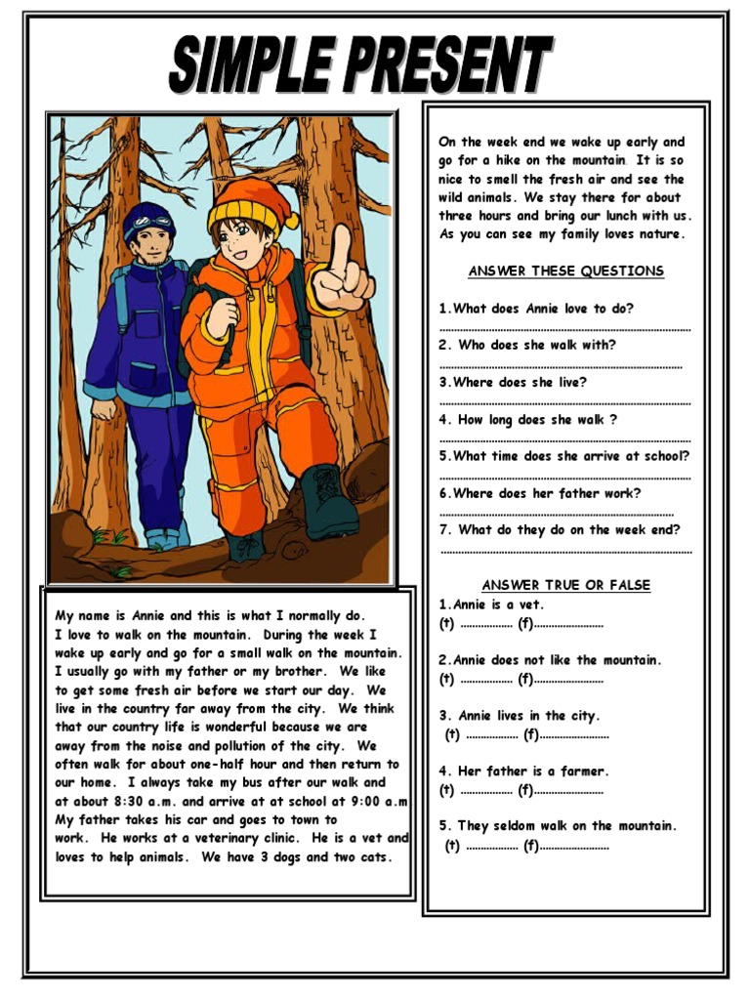 SIMPLE PRESENT
My name is Annie and this is what I normally do.
I love to walk on the mountain. During the week I
wake up early and go for a small walk on the mountain.
I usually go with my father or my brother. We like
to get some fresh air before we start our day. We
live in the country far away from the city. We think
that our country life is wonderful because we are
away from the noise and pollution of the city. We
often walk for about one-half hour and then return to
our home. I always take my bus after our walk and
at about 8:30 a.m. and arrive at at school at 9:00 a.m
My father takes his car and goes to town to
work. He works at a veterinary clinic. He is a vet and
loves to help animals. We have 3 dogs and two cats.
On the week end we wake up early and
go for a hike on the mountain. It is so
nice to smell the fresh air and see the
wild animals. We stay there for about
three hours and bring our lunch with us.
As you can see my family loves nature.
ANSWER THESE QUESTIONS
1.What does Annie love to do?
……………………………………………………………………
2. Who does she walk with?
…………………………………………………………………
3.Where does she live?
……………………………………………………………………
4. How long does she walk ?
……………………………………………………………………
5.What time does she arrive at school?
……………………………………………………………………
6.Where does her father work?
………………………………………………………………
7. What do they do on the week end?
……………………………………………………………………
ANSWER TRUE OR FALSE
1.Annie is a vet.
(t) ……………… (f)……………………
2.Annie does not like the mountain.
(t) ……………… (f)……………………
3. Annie lives in the city.
(t) ……………… (f)……………………
4. Her father is a farmer.
(t) ……………… (f)……………………
5. They seldom walk on the mountain.
(t) ……………… (f)……………………